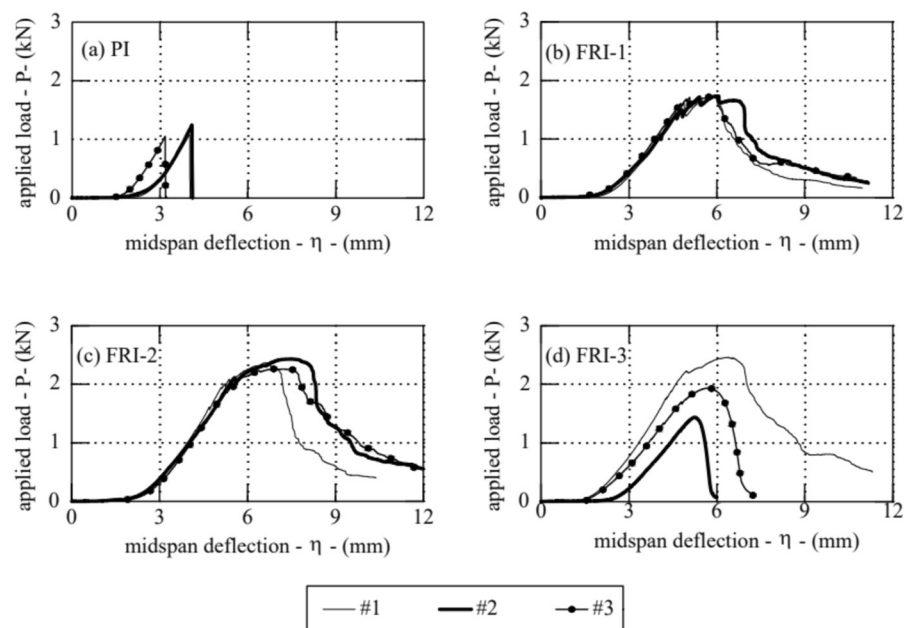 (a) PI
applied load - P- (kN)
3
2
1
0
0 3 6 9 12
midspan deflection - η - (mm)
(b) FRI-1
applied load - P- (kN)
3
2
1
0
0 3 6 9 12
midspan deflection - η - (mm)
(c) FRI-2
applied load - P- (kN)
3
2
1
0
0 3 6 9 12
midspan deflection - η - (mm)
(d) FRI-3
applied load - P- (kN)
3
2
1
0
0 3 6 9 12
midspan deflection - η - (mm)
#1 #2 #3